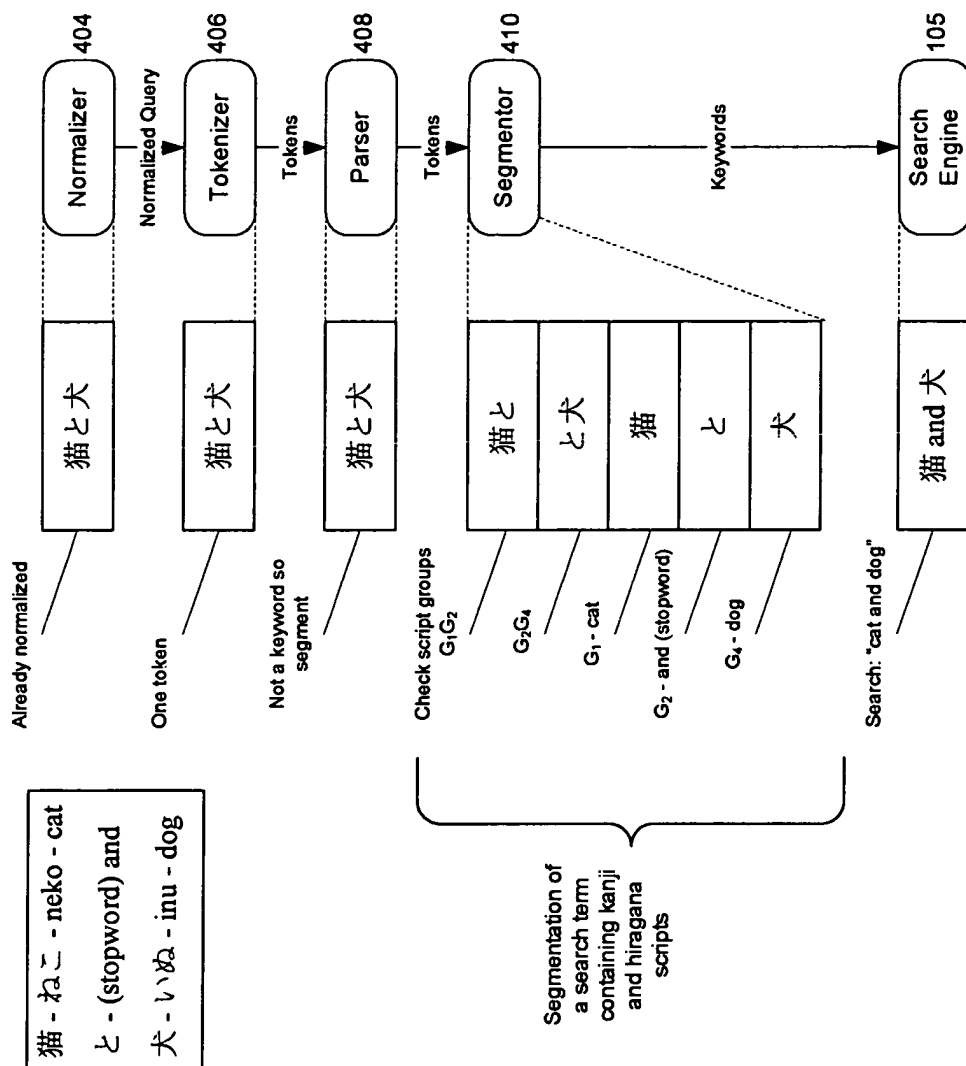 猫 - ねこ - neko - cat
と - (stopword) and
犬 - いぬ - inu - dog
Already normalized
猫と犬
Normalizer
404
Normalized Query
One token
猫と犬
Tokenizer
406
Tokens
Not a keyword so
segment
猫と犬
Parser
408
Tokens
Check script groups
G₁G₂
猫と
Segmentor
410
G₂G₄
と犬
G₁ - cat
猫
G₂ - and (stopword)
と
G₄ - dog
犬
Segmentation of
a search term
containing kanji
and hiragana
scripts
Keywords
Search: "cat and dog"
猫 and 犬
Search
Engine
105